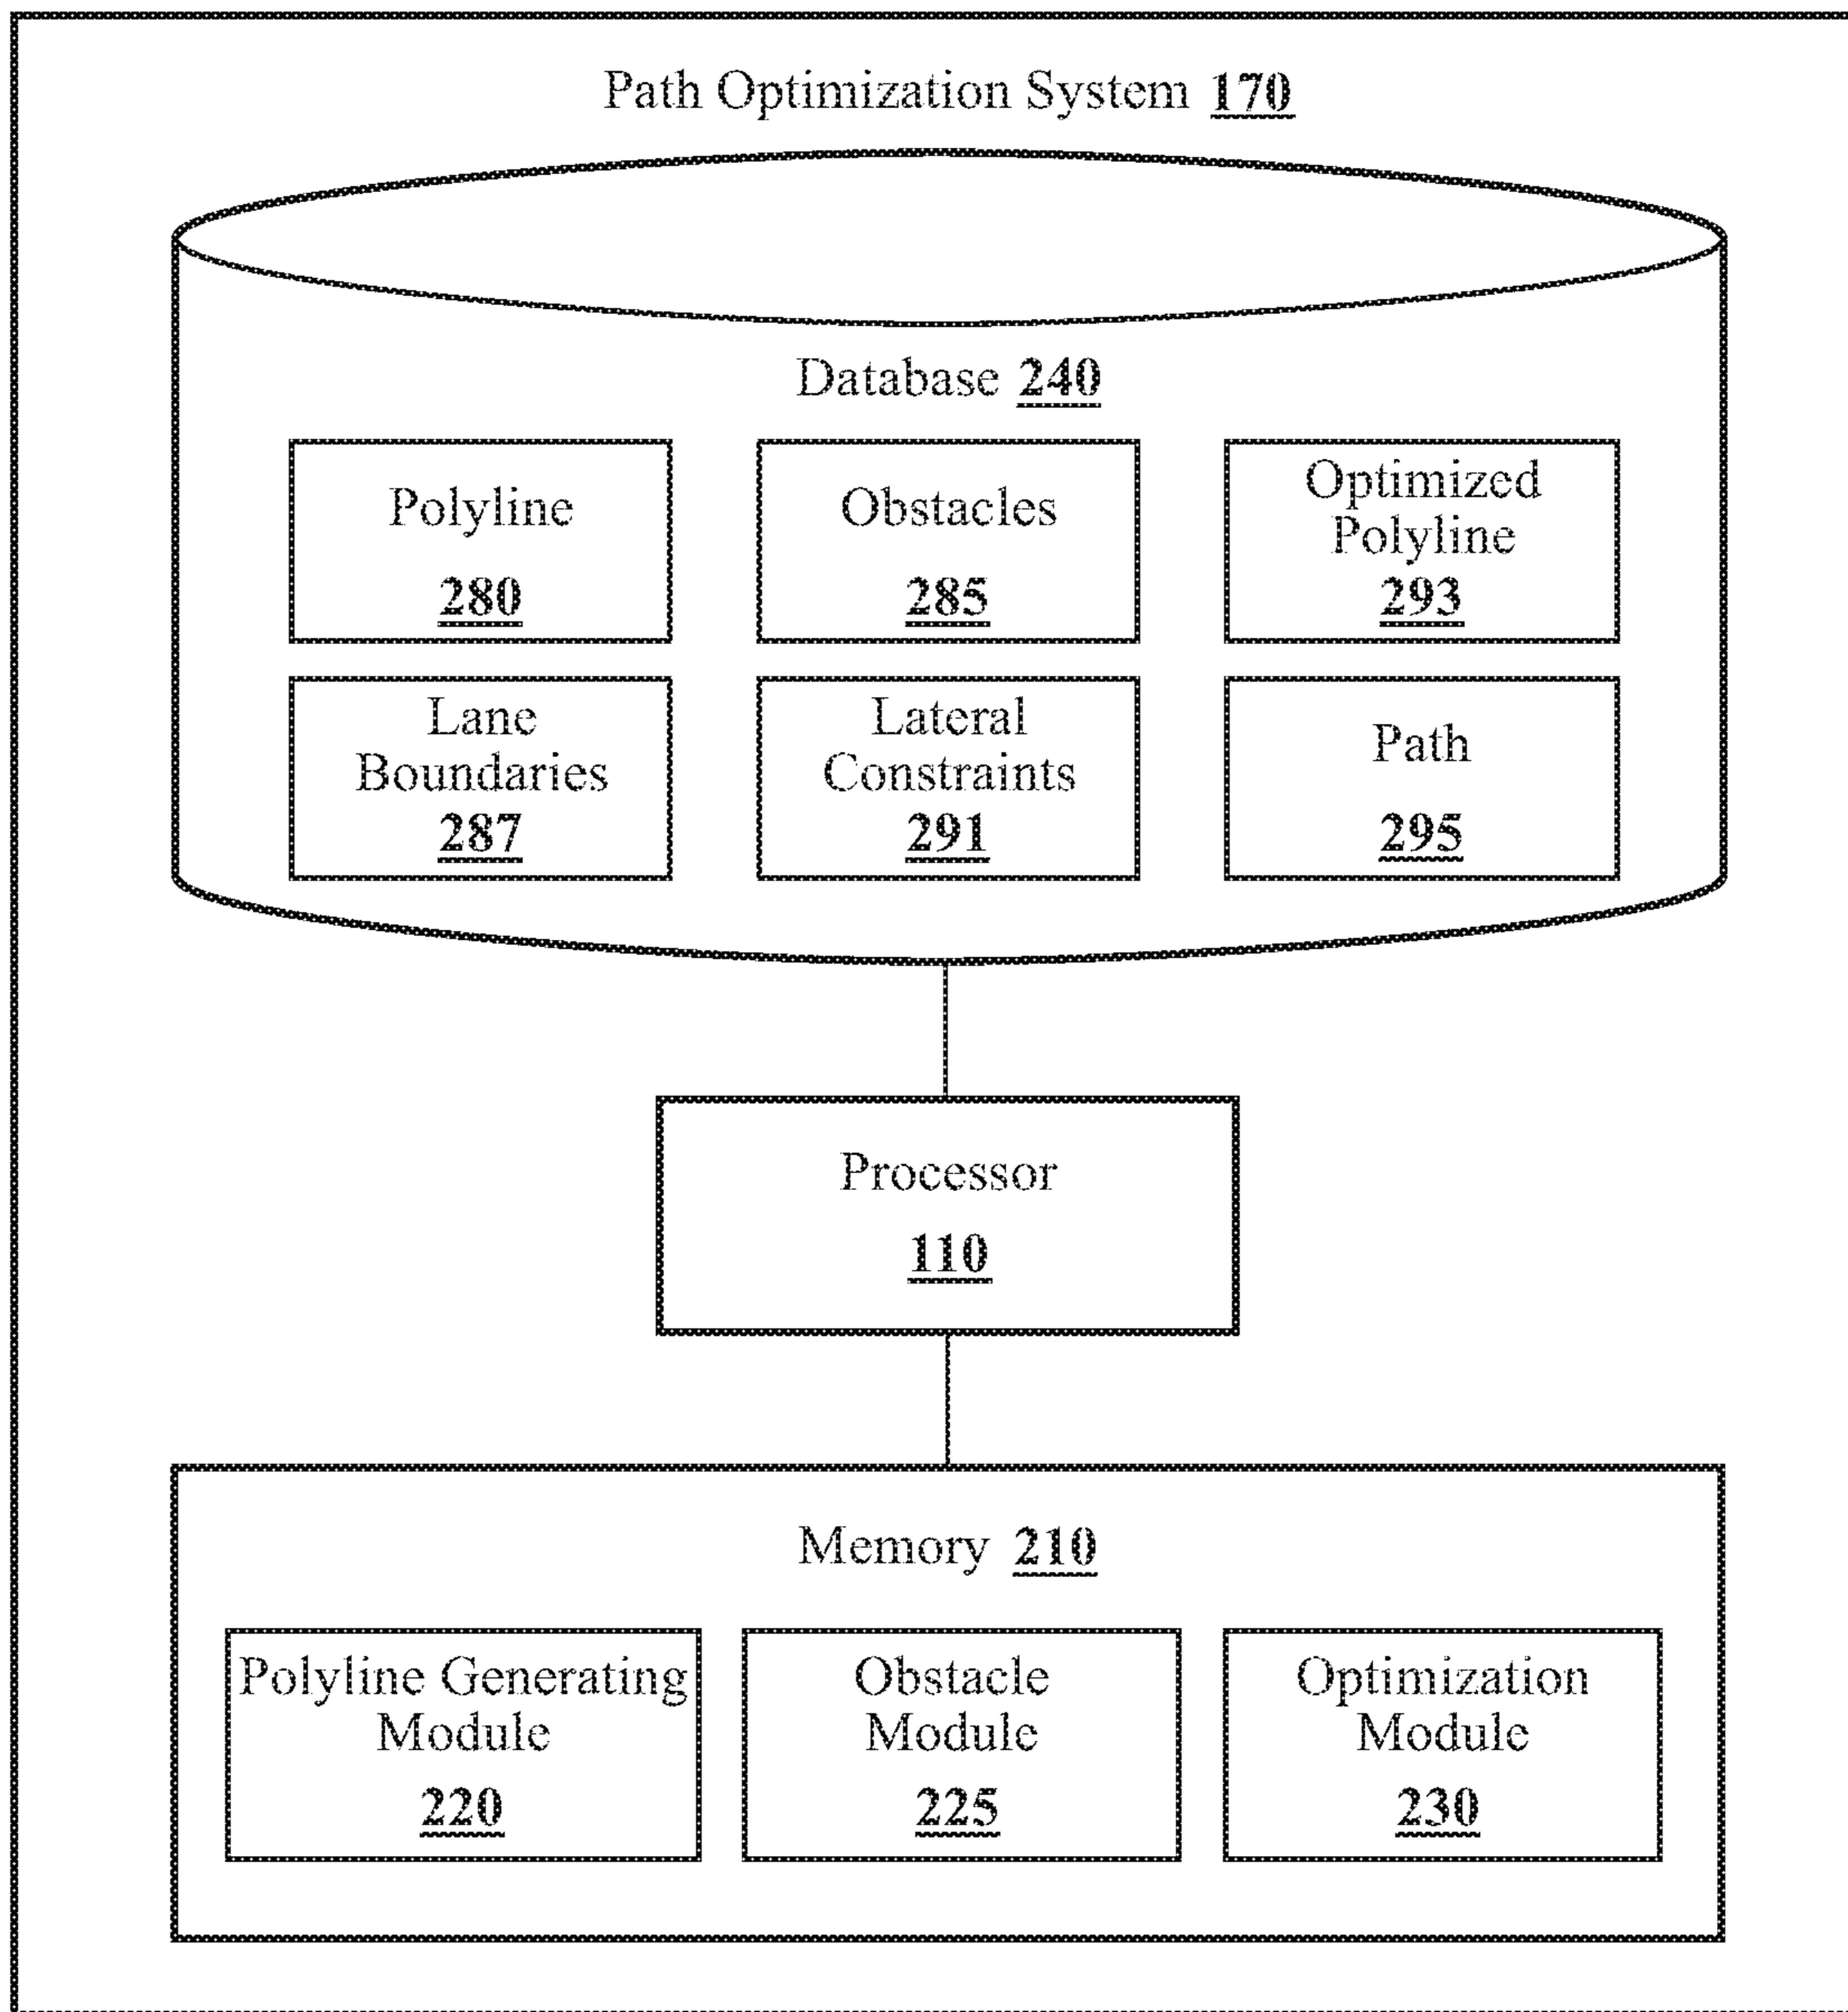 Path Optimization System 170
Database 240
Polyline
280
Obstacles
285
Optimized
Polyline
293
Lane
Boundaries
287
Lateral
Constraints
291
Path
295
Processor
110
Memory 210
Polyline Generating
Module
220
Obstacle
Module
225
Optimization
Module
230